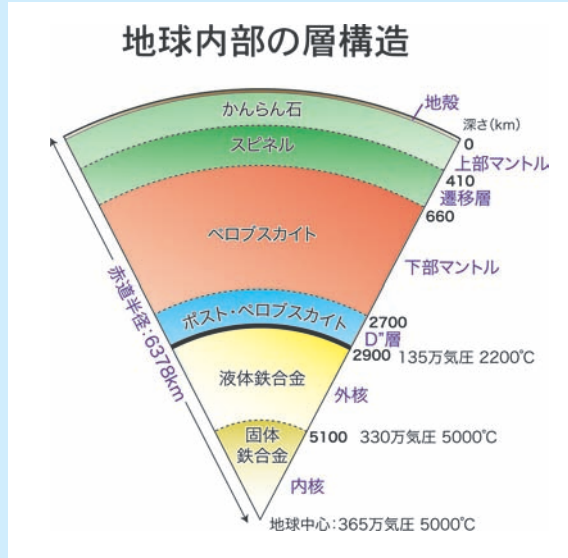 地球内部の層構造
地殻
かんらん石
深さ(km)
0
スピネル
上部マントル
410
遷移層
660
ペロブスカイト
下部マントル
赤道半径:6378km
ポスト・ペロブスカイト
2700
D”層
2900 135万気圧 2200℃
液体鉄合金
外核
固体
鉄合金
5100 330万気圧 5000℃
内核
地球中心:365万気圧 5000℃